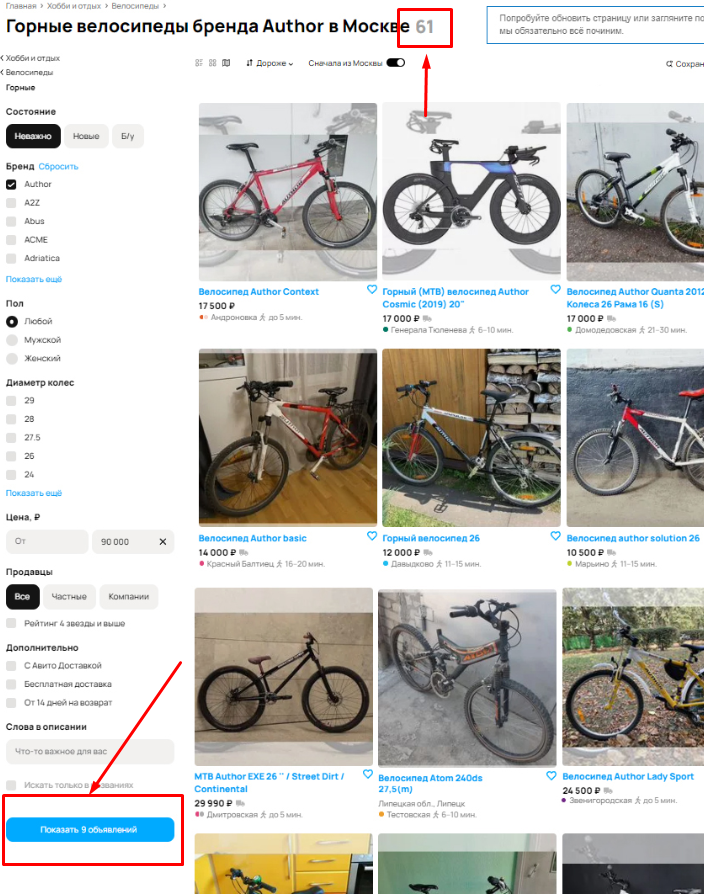 Главная › Хобби и отдых › Велосипеды ›
Горные велосипеды бренда Author в Москве 61
Попробуйте обновить страницу или загляните по
мы обязательно всё починим.
Хобби и отдых
Велосипеды
Горные
Дороже
Сначала из Москвы
Сохран
Состояние
Неважно
Новые
Б/у
Бренд Сбросить
Author
A2Z
Abus
ACME
Adriatica
Показать ещё
Пол
Любой
Мужской
Женский
Диаметр колес
29
28
27.5
26
24
Показать ещё
Цена, ₽
От
90 000
Продавцы
Все
Частные
Компании
Рейтинг 4 звезды и выше
Дополнительно
С Авито Доставкой
Бесплатная доставка
От 14 дней на возврат
Слова в описании
Что-то важное для вас
Искать только в названиях
Показать 9 объявлений
Велосипед Author Context
17 500 ₽
Андроновка до 5 мин.
Горный (MTB) велосипед Author
Cosmic (2019) 20"
17 000 ₽
Генерала Тюленева 6–10 мин.
Велосипед Author Quanta 2012
Колеса 26 Рама 16 (S)
17 000 ₽
Домодедовская 21–30 мин.
Велосипед Author basic
14 000 ₽
Красный Балтиец 16–20 мин.
Горный велосипед 26
12 000 ₽
Давыдково 11–15 мин.
Велосипед author solution 26
10 500 ₽
Марьино 11–15 мин.
MTB Author EXE 26 '' / Street Dirt /
Continental
29 990 ₽
Дмитровская до 5 мин.
Велосипед Atom 240ds
27,5(m)
Липецкая обл., Липецк
Тестовская 6–10 мин.
Велосипед Author Lady Sport
24 500 ₽
Звенигородская до 5 мин.